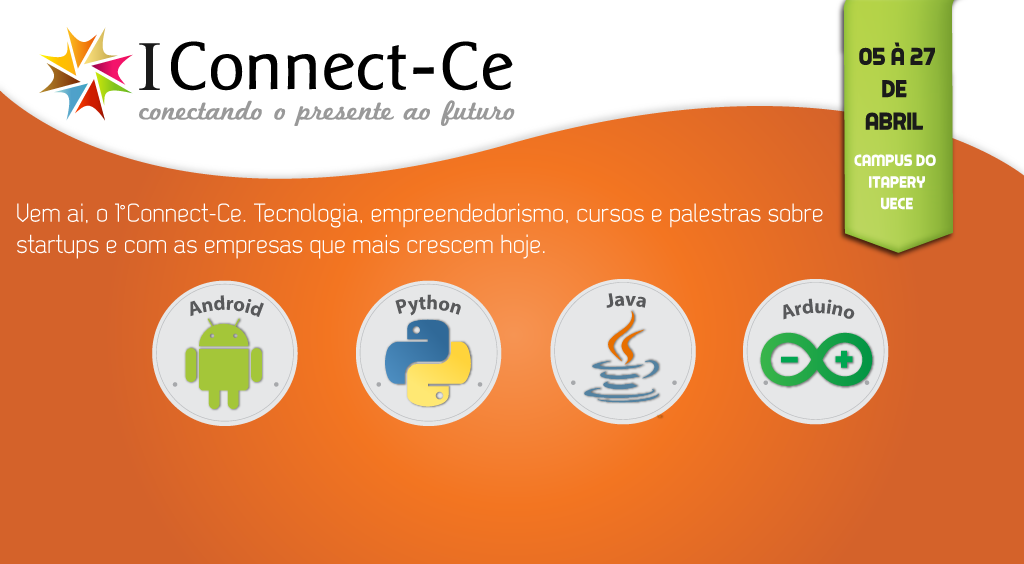 I Connect-Ce
conectando o presente ao futuro
05 À 27
DE
ABRIL
CAMPUS DO
ITAPERY
UECE
Vem ai, o 1°Connect-Ce. Tecnologia, empreendedorismo, cursos e palestras sobre
startups e com as empresas que mais crescem hoje.
Android
Python
Java
Arduino